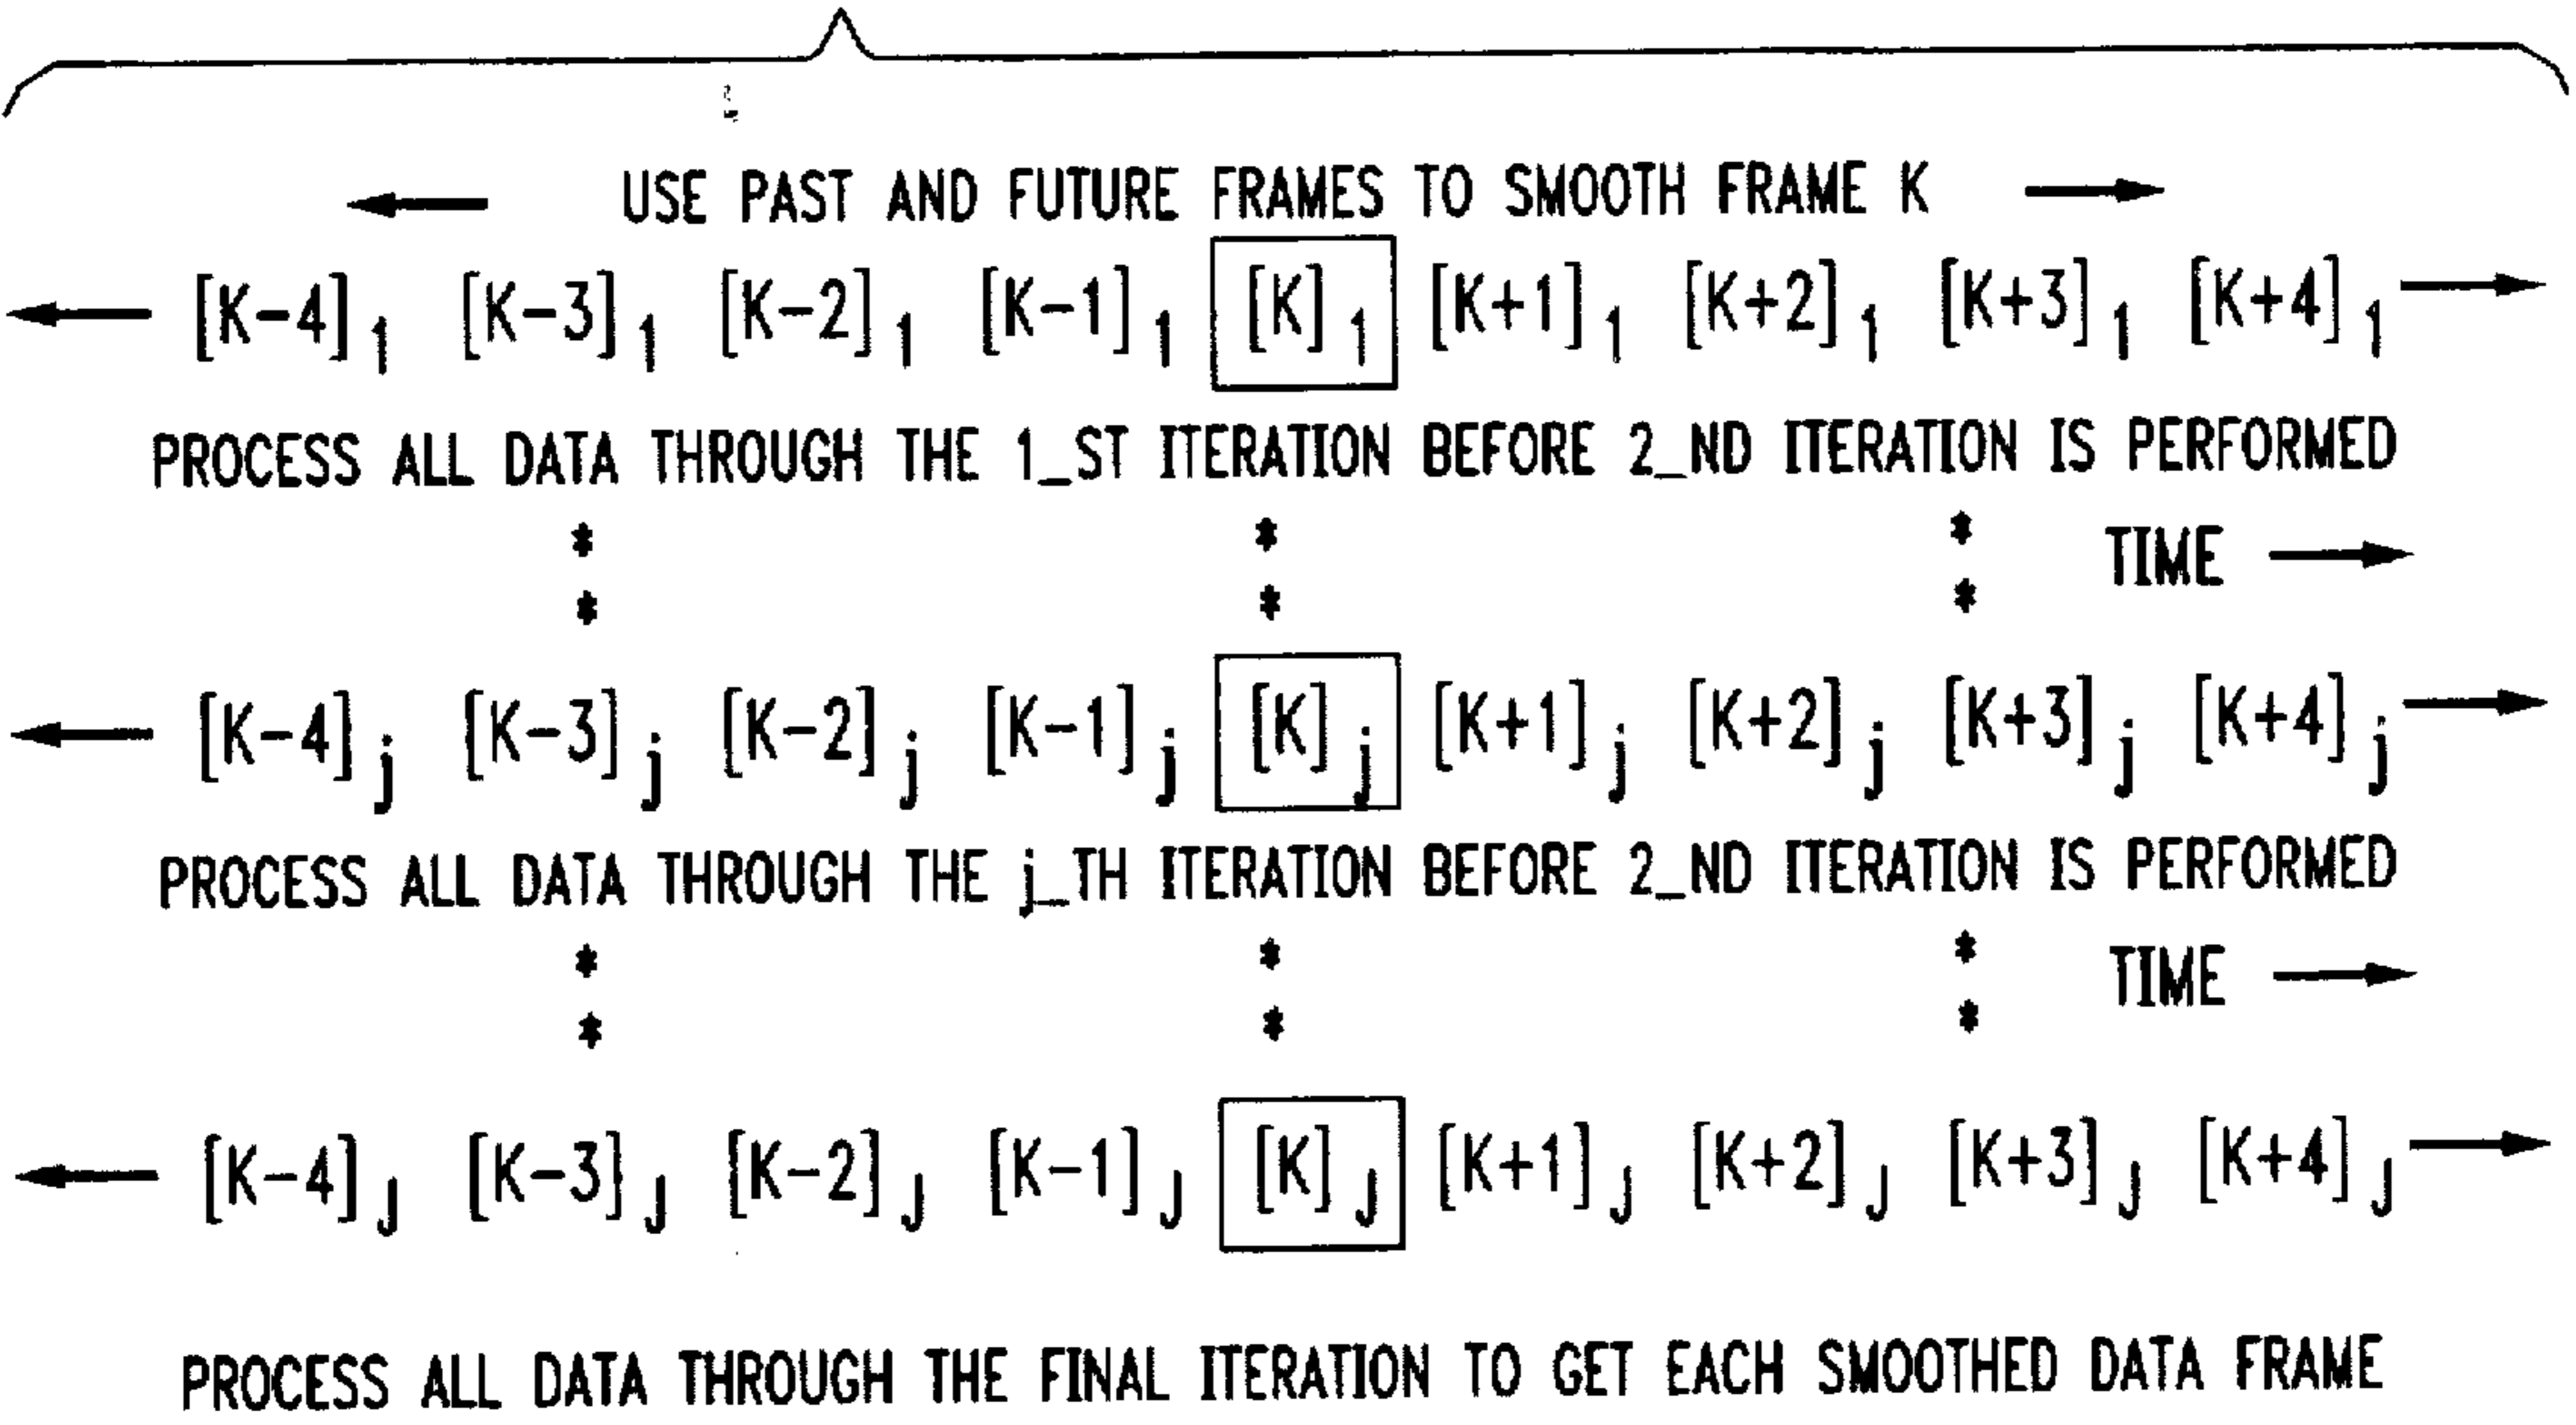 USE PAST AND FUTURE FRAMES TO SMOOTH FRAME K
[K-4]1 [K-3]1 [K-2]1 [K-1]1 [K]1 [K+1]1 [K+2]1 [K+3]1 [K+4]1
PROCESS ALL DATA THROUGH THE 1_ST ITERATION BEFORE 2_ND ITERATION IS PERFORMED
* * * TIME
* * *
[K-4]j [K-3]j [K-2]j [K-1]j [K]j [K+1]j [K+2]j [K+3]j [K+4]j
PROCESS ALL DATA THROUGH THE j_TH ITERATION BEFORE 2_ND ITERATION IS PERFORMED
* * * TIME
* * *
[K-4]J [K-3]J [K-2]J [K-1]J [K]J [K+1]J [K+2]J [K+3]J [K+4]J
PROCESS ALL DATA THROUGH THE FINAL ITERATION TO GET EACH SMOOTHED DATA FRAME